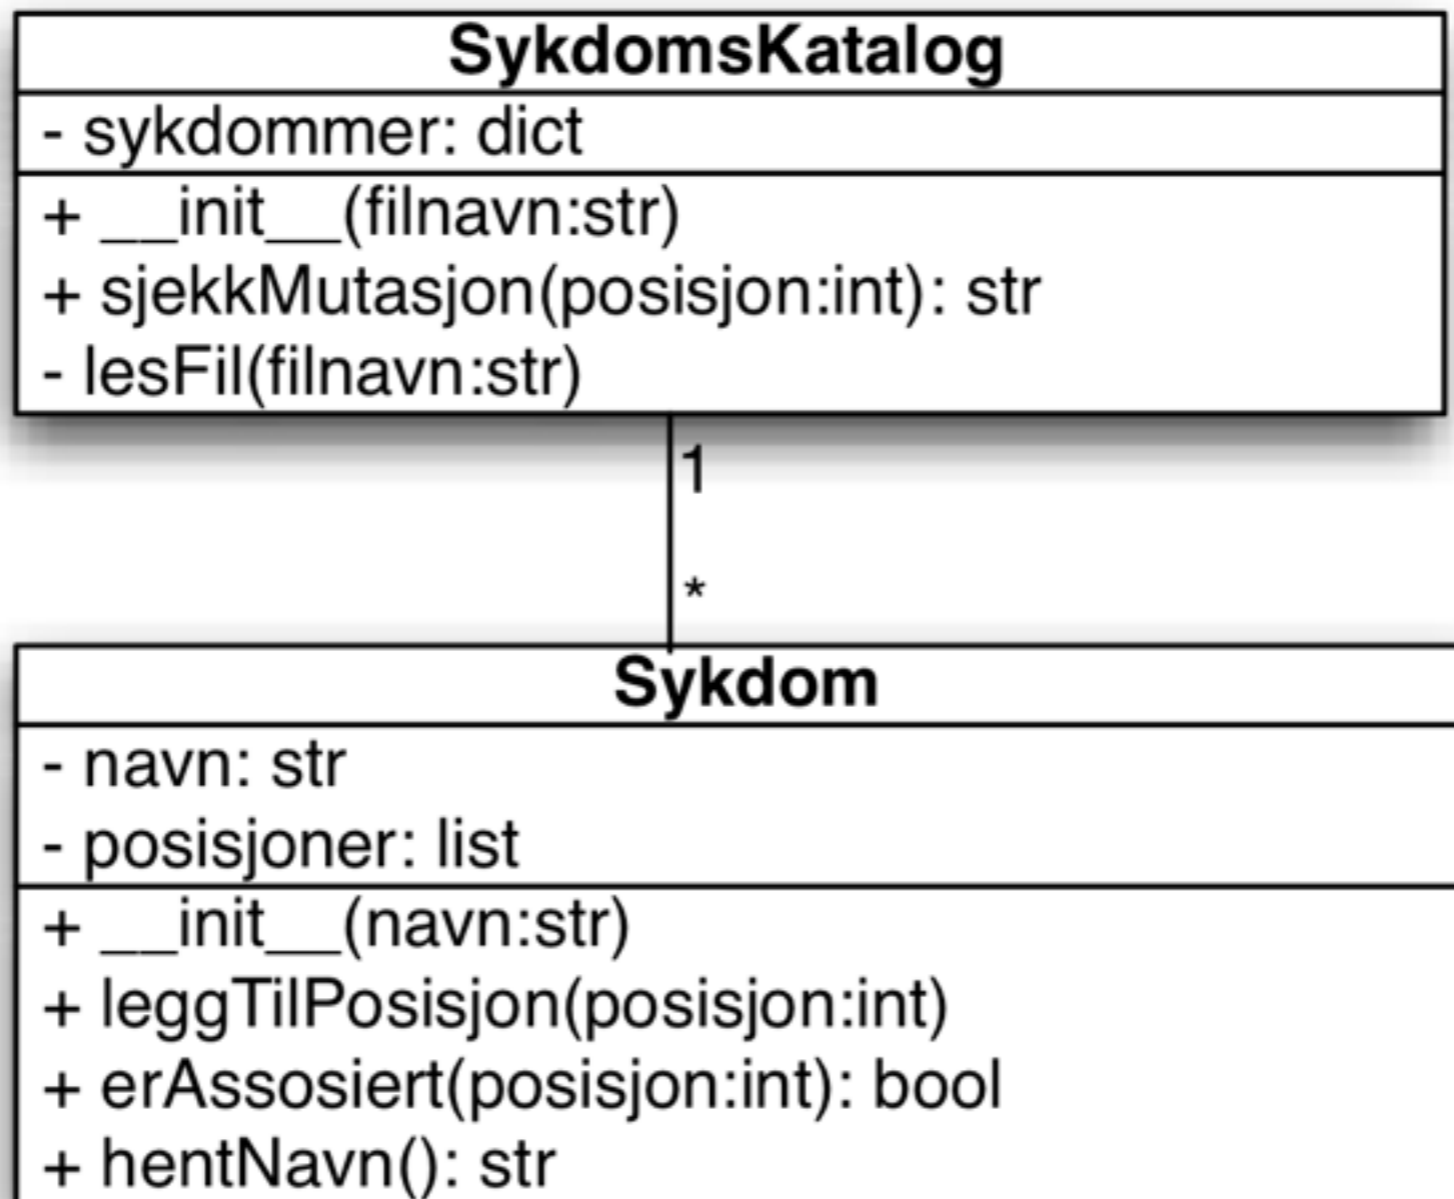 SykdomsKatalog
- sykdommer: dict
+ __init__(filnavn:str)
+ sjekkMutasjon(posisjon:int): str
- lesFil(filnavn:str)
1
*
Sykdom
- navn: str
- posisjoner: list
+ __init__(navn:str)
+ leggTilPosisjon(posisjon:int)
+ erAssosiert(posisjon:int): bool
+ hentNavn(): str